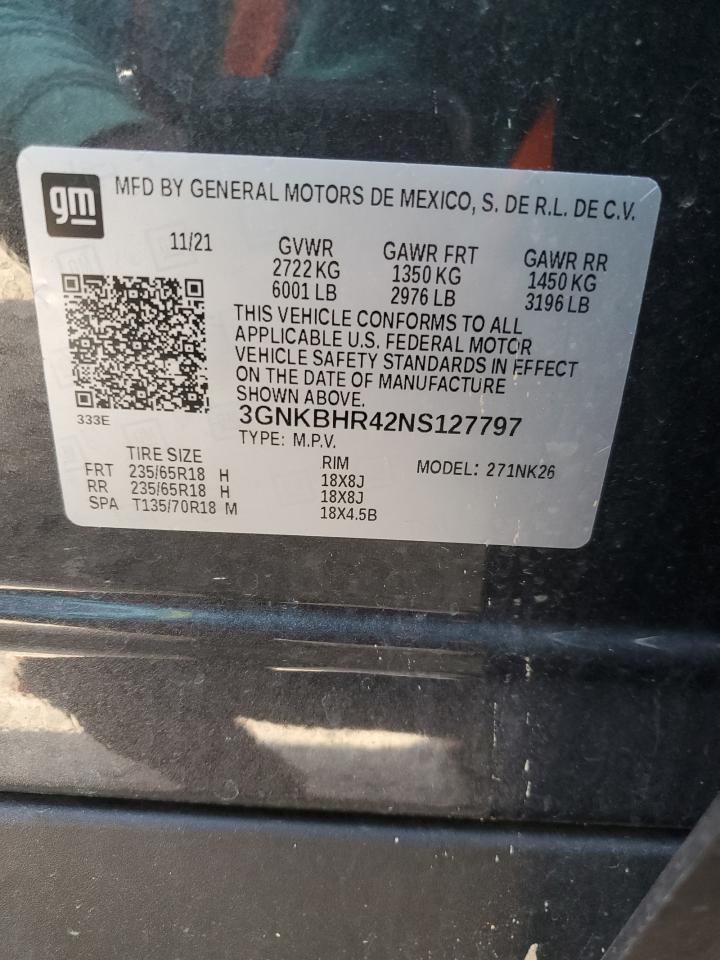 gm
MFD BY GENERAL MOTORS DE MEXICO, S. DE R.L. DE C.V.
11/21 GVWR GAWR FRT GAWR RR
2722 KG 1350 KG 1450 KG
6001 LB 2976 LB 3196 LB
THIS VEHICLE CONFORMS TO ALL
APPLICABLE U.S. FEDERAL MOTOR
VEHICLE SAFETY STANDARDS IN EFFECT
ON THE DATE OF MANUFACTURE
SHOWN ABOVE.
333E
3GNKBHR42NS127797
TYPE: M.P.V.
TIRE SIZE RIM MODEL: 271NK26
FRT 235/65R18 H 18X8J
RR 235/65R18 H 18X8J
SPA T135/70R18 M 18X4.5B